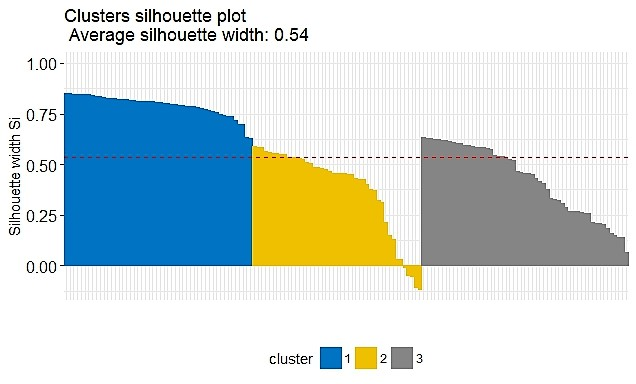 Clusters silhouette plot
Average silhouette width: 0.54
1.00
0.75
0.50
0.25
0.00
Silhouette width Si
cluster 1 2 3